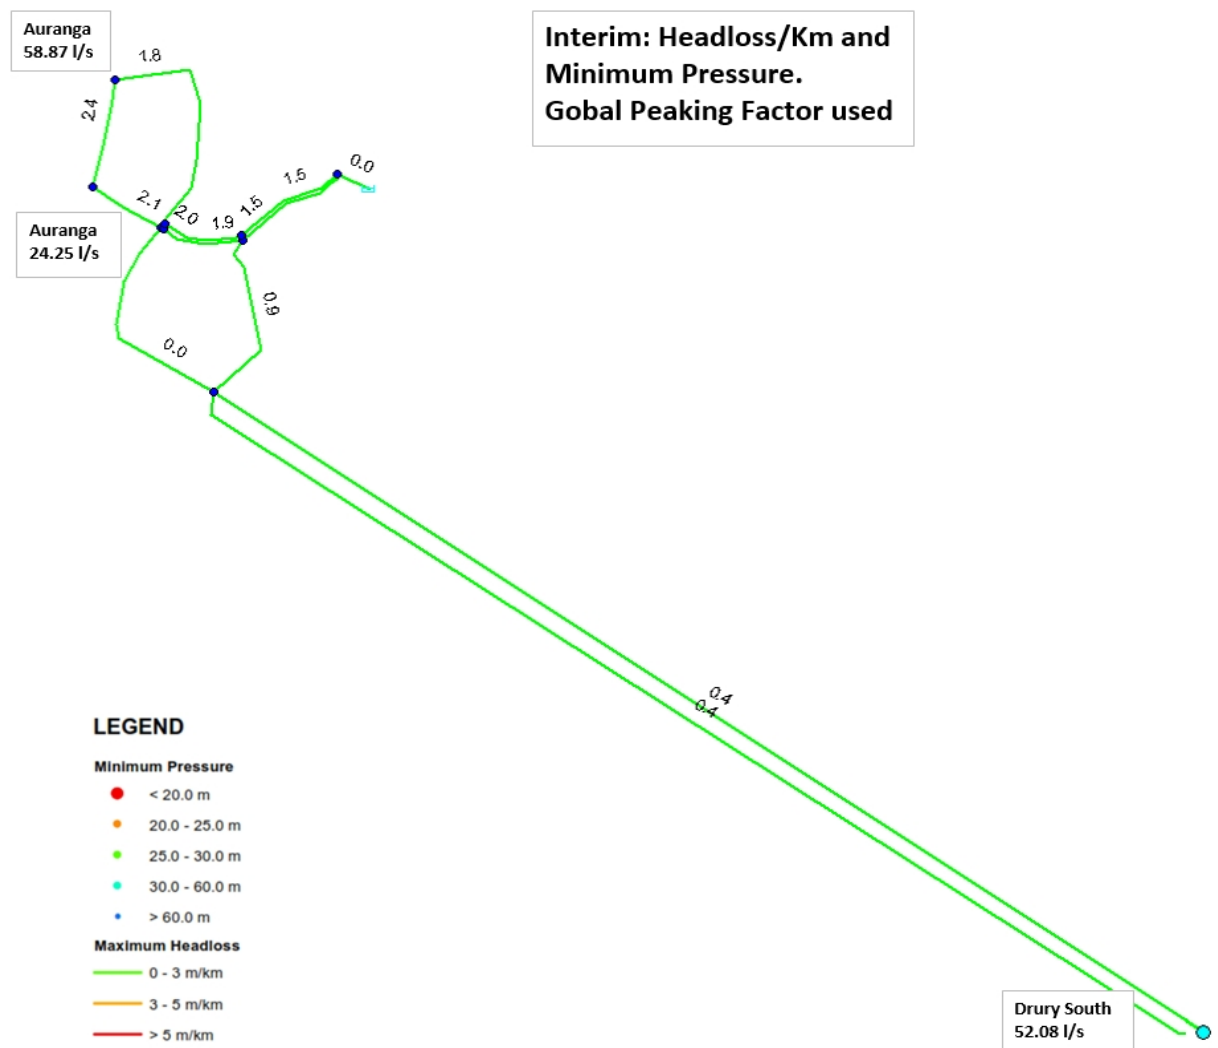 Auranga
58.87 l/s
Interim: Headloss/Km and
Minimum Pressure.
Gobal Peaking Factor used
1.8
2.4
0.0
1.5
2.1
2.0
1.9
1.5
Auranga
24.25 l/s
0.9
0.0
0.4
0.4
LEGEND
Minimum Pressure
< 20.0 m
20.0 - 25.0 m
25.0 - 30.0 m
30.0 - 60.0 m
> 60.0 m
Maximum Headloss
0 - 3 m/km
3 - 5 m/km
> 5 m/km
Drury South
52.08 l/s